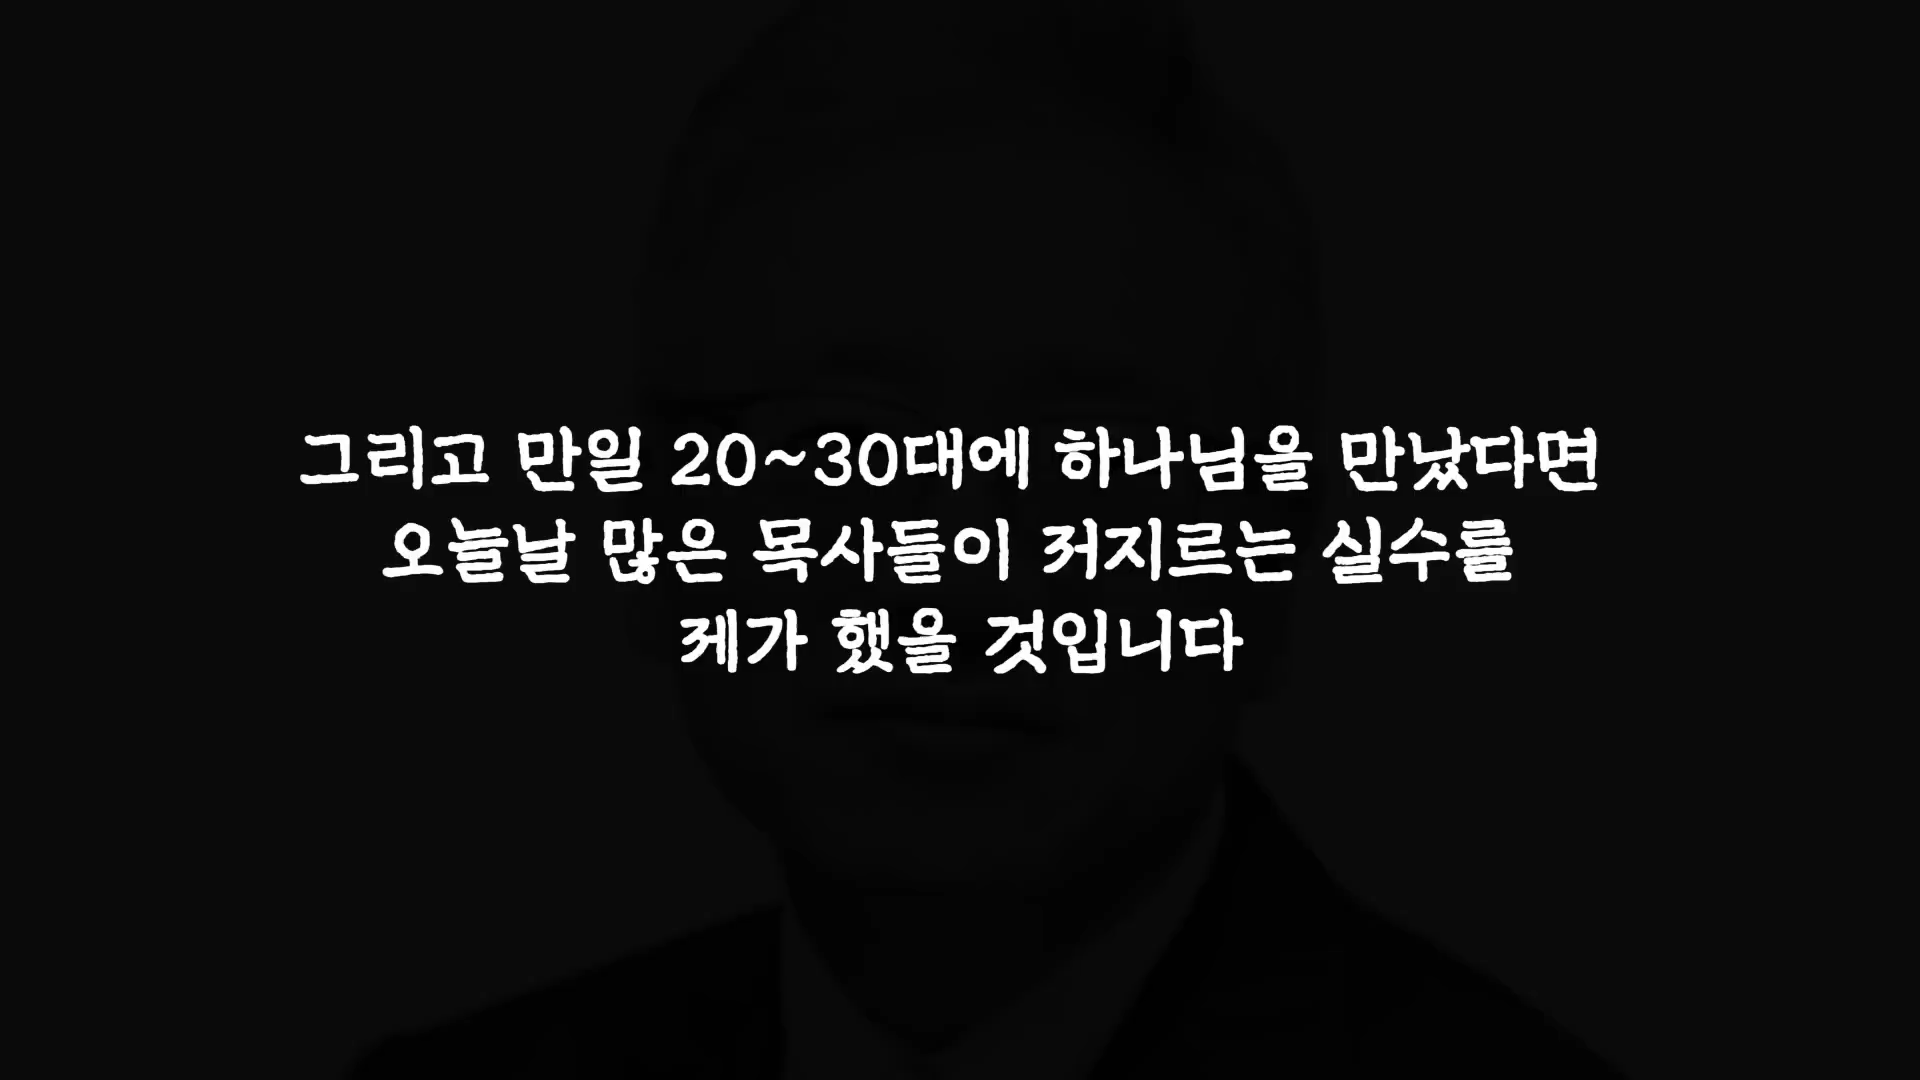 그리고 만일 20~30대에 하나님을 만났다면
오늘날 많은 목사들이 저지르는 실수를
제가 했을 것입니다